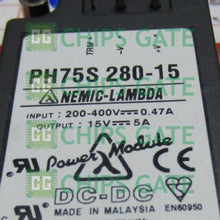 CHIPS GATE
TRM
-V
-V
PH75S 280-15
NEMIC-LAMBDA
INPUT : 200-400V⎓0.47A
OUTPUT : 15V⎓5A
Power Module
DC-DC
MADE IN MALAYSIA EN60950